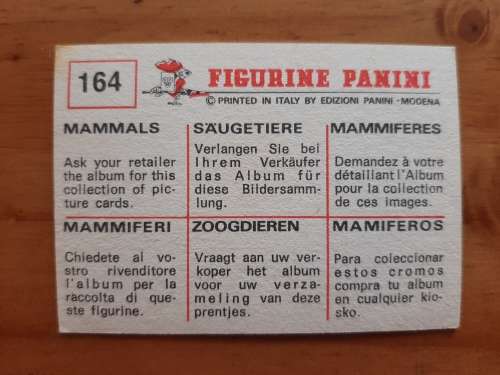 164
FIGURINE PANINI
© PRINTED IN ITALY BY EDIZIONI PANINI - MODENA
MAMMALS
Ask your retailer
the album for this
collection of pic-
ture cards.
SÄUGETIERE
Verlangen Sie bei
Ihrem Verkäufer
das Album für
diese Bildersamm-
lung.
MAMMIFERES
Demandez à votre
détaillant l'Album
pour la collection
de ces images.
MAMMIFERI
Chiedete al vo-
stro rivenditore
l'album per la
raccolta di que-
ste figurine.
ZOOGDIEREN
Vraagt aan uw ver-
koper het album
voor uw verza-
meling van deze
prentjes.
MAMIFEROS
Para coleccionar
estos cromos
compra tu album
en cualquier kio-
sko.